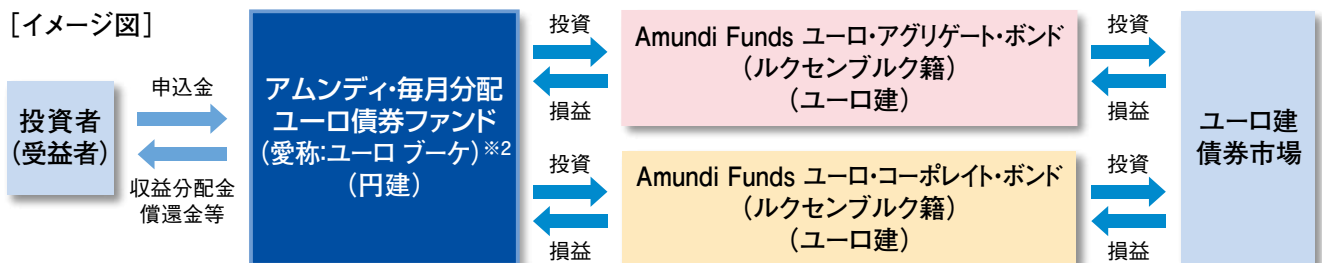 [イメージ図]
投資者
(受益者)
申込金
収益分配金
償還金等
アムンディ・毎月分配
ユーロ債券ファンド
(愛称:ユーロ ブーケ)※2
(円建)
投資
損益
Amundi Funds ユーロ・アグリゲート・ボンド
(ルクセンブルク籍)
(ユーロ建)
投資
損益
投資
損益
Amundi Funds ユーロ・コーポレイト・ボンド
(ルクセンブルク籍)
(ユーロ建)
投資
損益
ユーロ建
債券市場